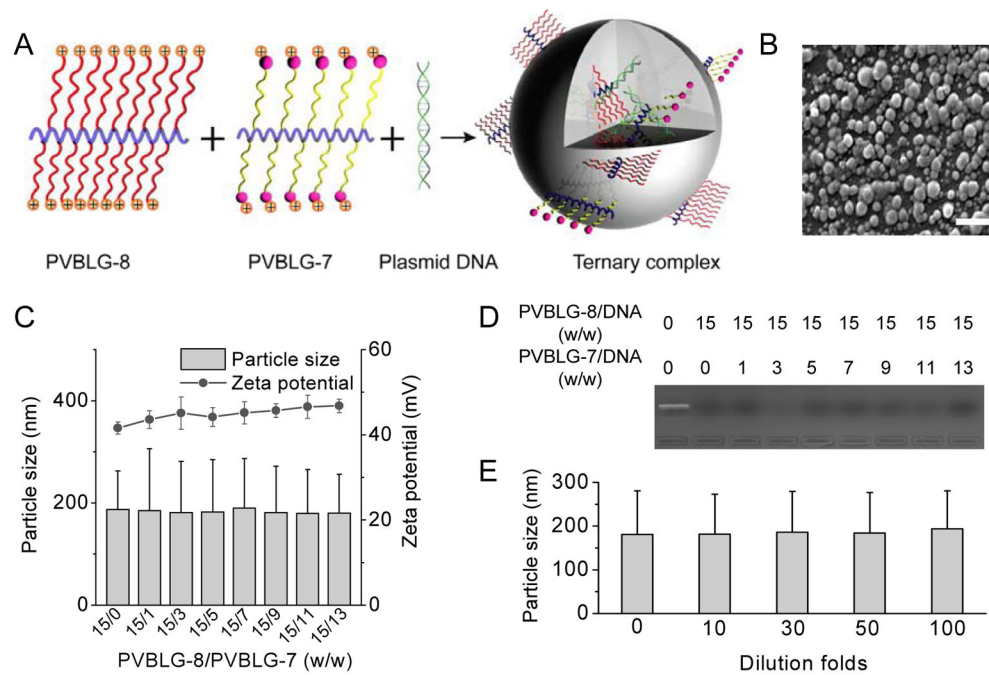 A
B
PVBLG-8
PVBLG-7
Plasmid DNA
Ternary complex
C
Particle size
Zeta potential
Particle size (nm)
400
200
0
Zeta potential (mV)
60
40
20
0
15/0
15/1
15/3
15/5
15/7
15/9
15/11
15/13
PVBLG-8/PVBLG-7 (w/w)
D
PVBLG-8/DNA
(w/w)
0 15 15 15 15 15 15 15 15
PVBLG-7/DNA
(w/w)
0 0 1 3 5 7 9 11 13
E
Particle size (nm)
300
200
100
0
0 10 30 50 100
Dilution folds